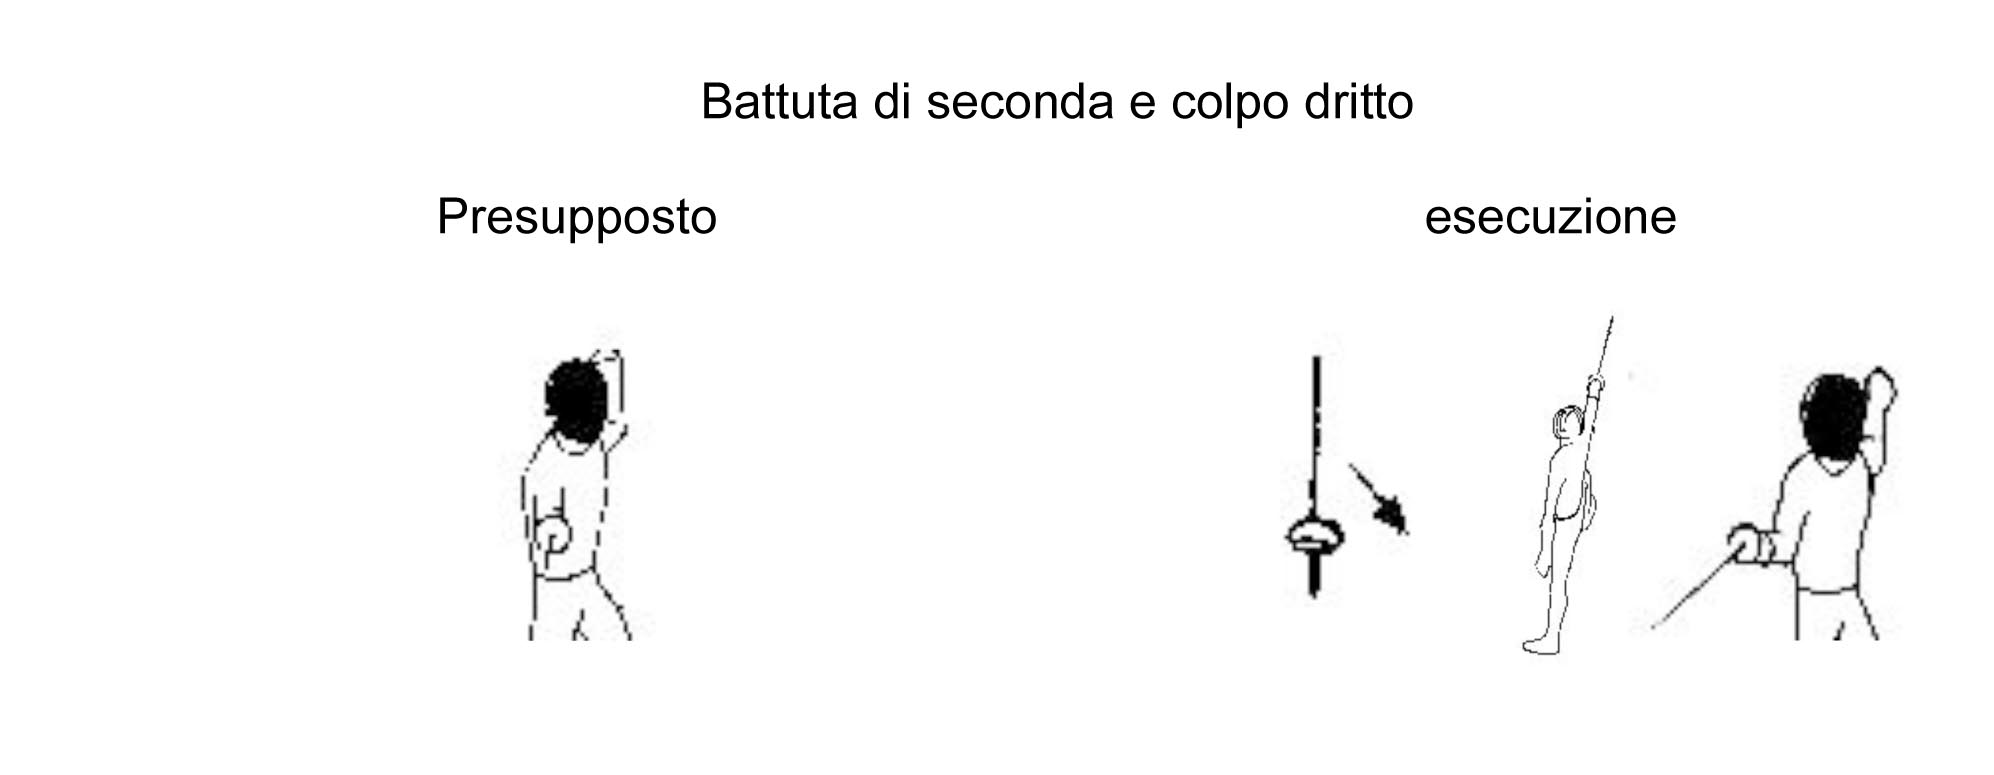 Battuta di seconda e colpo dritto
Presupposto
esecuzione